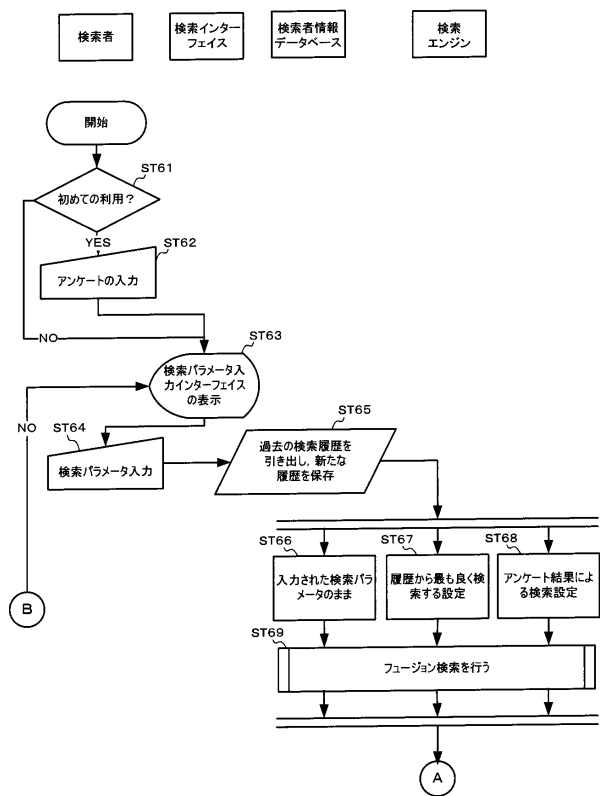 検索者
検索インター
フェイス
検索者情報
データベース
検索
エンジン
開始
ST61
初めての利用？
YES
ST62
アンケートの入力
NO
ST63
検索パラメータ入
力インターフェイス
の表示
NO
ST64
検索パラメータ入力
ST65
過去の検索履歴を
引き出し，新たな
履歴を保存
ST66
入力された検索パラ
メータのまま
ST67
履歴から最も良く検
索する設定
ST68
アンケート結果によ
る検索設定
B
ST69
フュージョン検索を行う
A